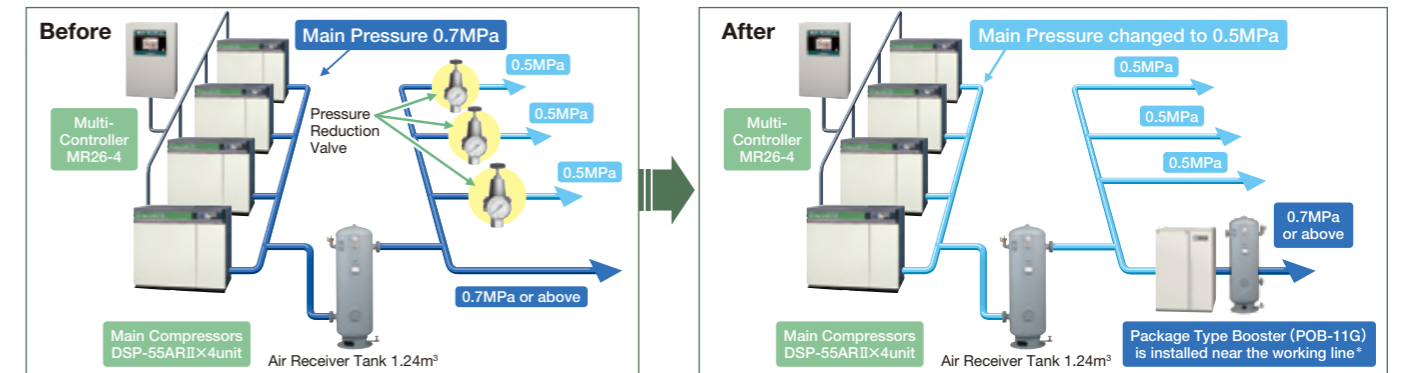 Before
Main Pressure 0.7MPa
0.5MPa
0.5MPa
0.5MPa
Pressure
Reduction
Valve
Multi-
Controller
MR26-4
0.7MPa or above
Main Compressors
DSP-55ARⅡ×4unit
Air Receiver Tank 1.24m³
After
Main Pressure changed to 0.5MPa
0.5MPa
0.5MPa
0.5MPa
Multi-
Controller
MR26-4
0.7MPa
or above
Main Compressors
DSP-55ARⅡ×4unit
Air Receiver Tank 1.24m³
Package Type Booster (POB-11G)
is installed near the working line*